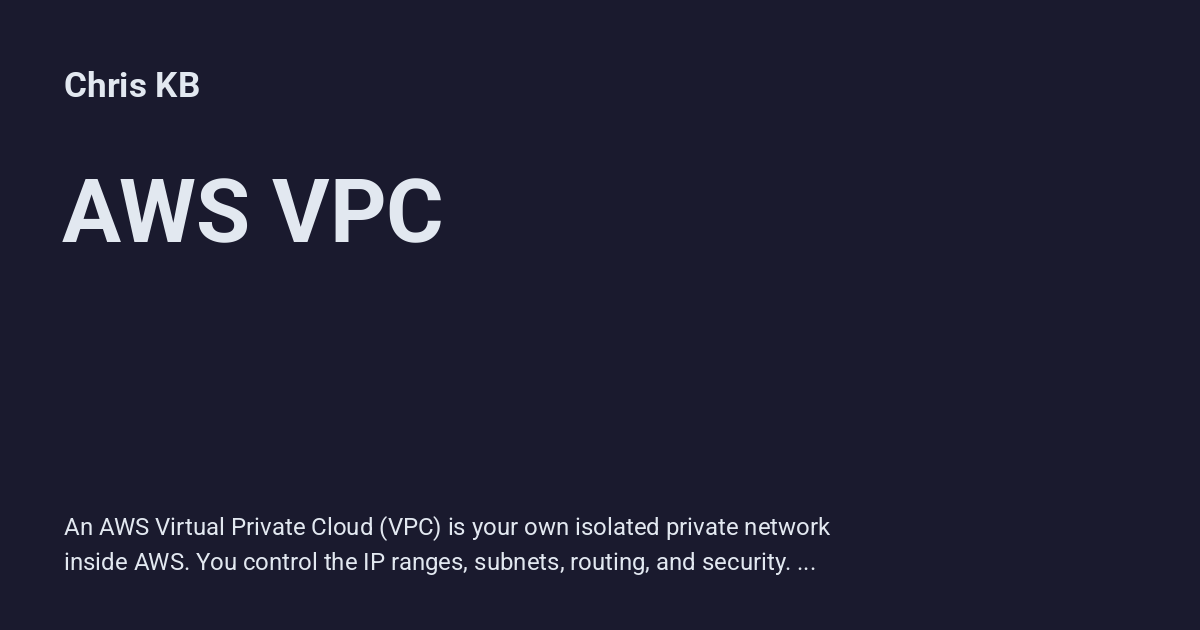 Chris KB
AWS VPC
An AWS Virtual Private Cloud (VPC) is your own isolated private network
inside AWS. You control the IP ranges, subnets, routing, and security. ...